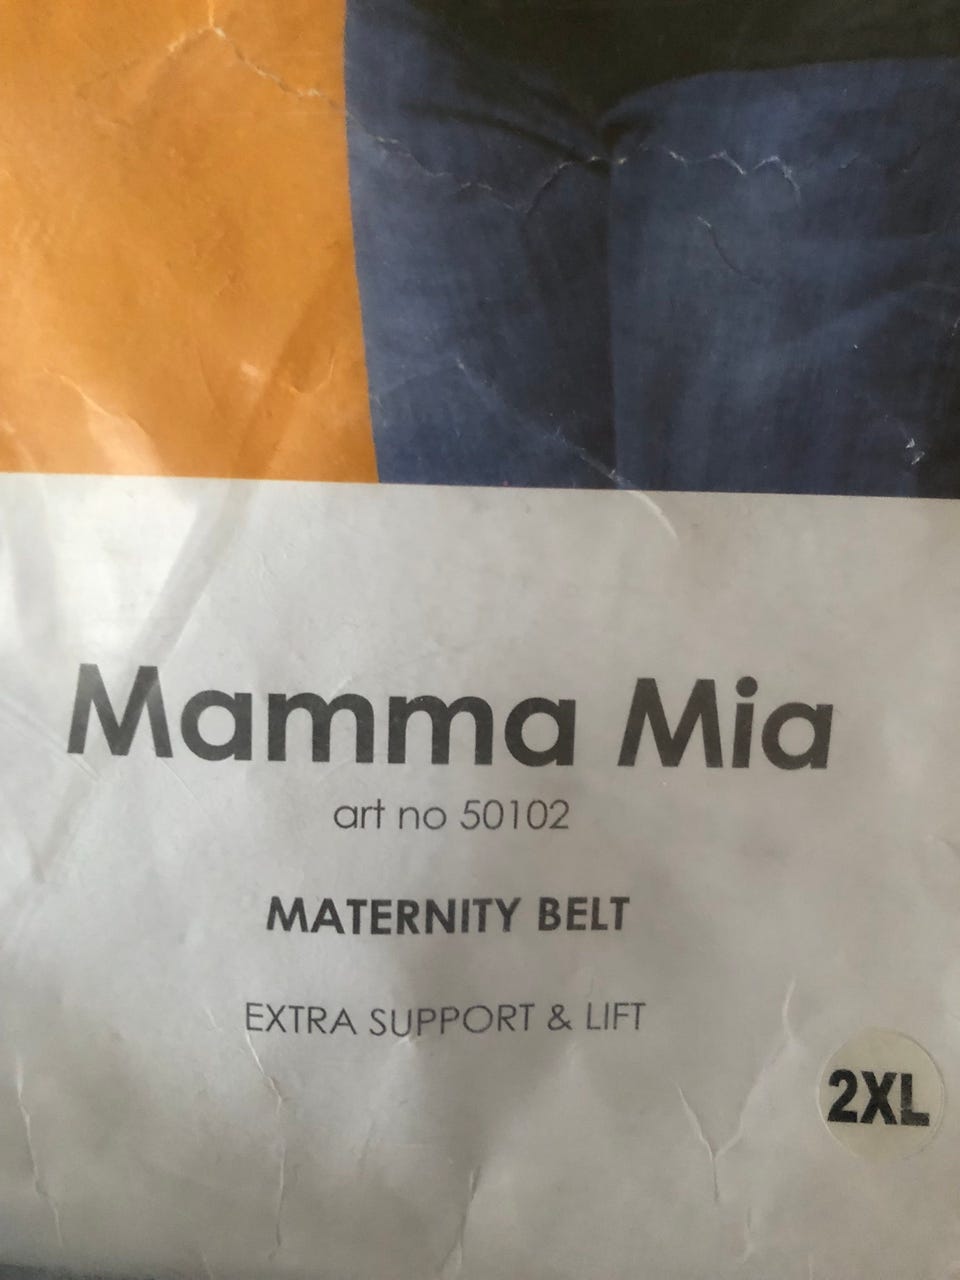 Mamma Mia
art no 50102
MATERNITY BELT
EXTRA SUPPORT & LIFT
2XL